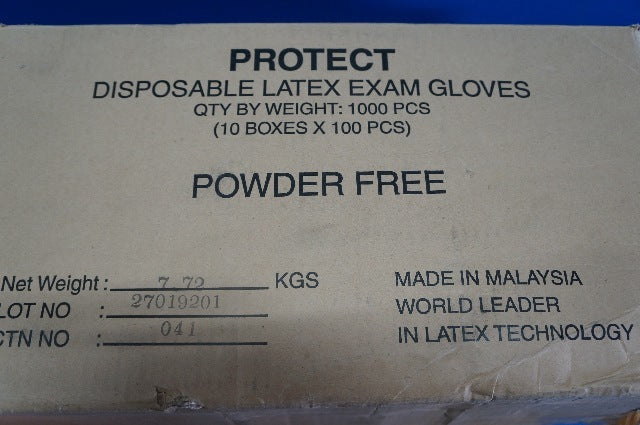 PROTECT
DISPOSABLE LATEX EXAM GLOVES
QTY BY WEIGHT: 1000 PCS
(10 BOXES X 100 PCS)
POWDER FREE
Net Weight : 7.72 KGS
LOT NO : 27019201
CTN NO : 041
MADE IN MALAYSIA
WORLD LEADER
IN LATEX TECHNOLOGY